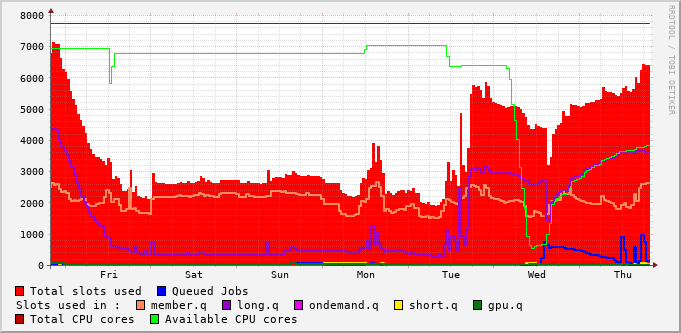 8000
7000
6000
5000
4000
3000
2000
1000
0
Fri Sat Sun Mon Tue Wed Thu
RRDTOOL / TOBI OETIKER
Total slots used Queued Jobs
Slots used in : member.q long.q ondemand.q short.q gpu.q
Total CPU cores Available CPU cores